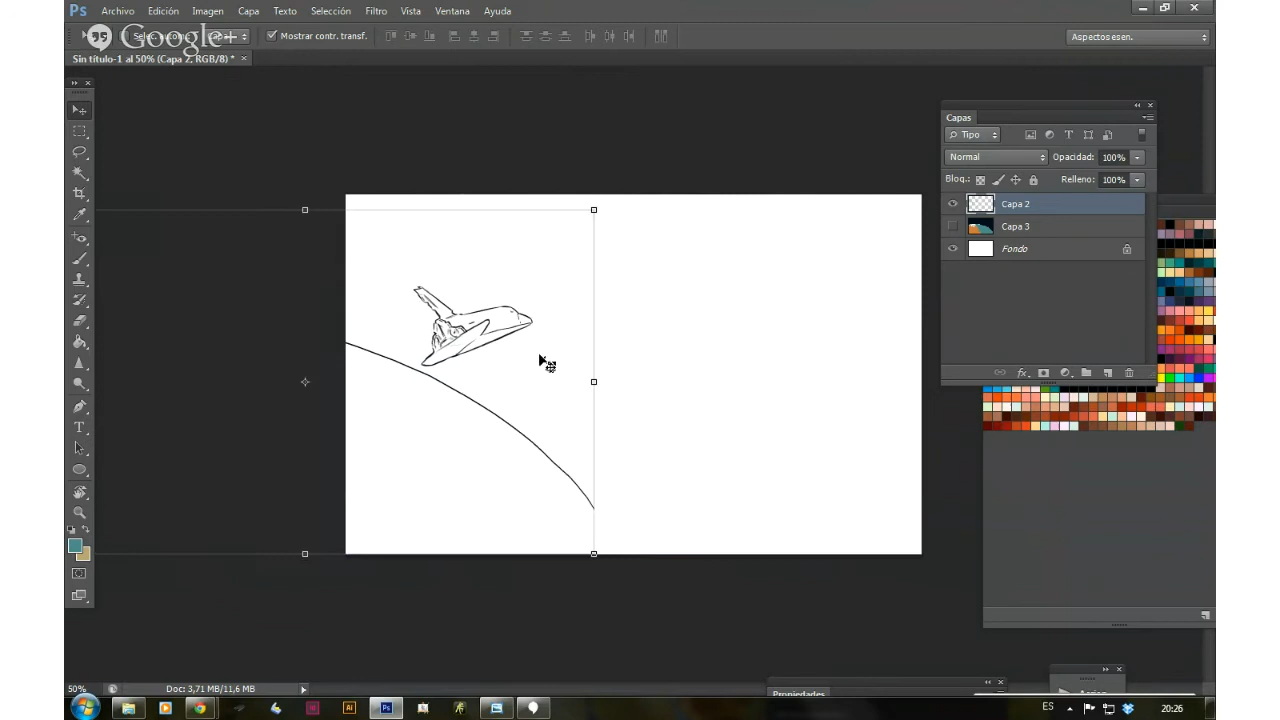 Ps Archivo Edición Imagen Capa Texto Selección Filtro Vista Ventana Ayuda
Google+
Mostrar contr. transf.
Aspectos esen.
Sin título-1 al 50% (Capa 2, RGB/8) *
Capas
Tipo
Normal Opacidad: 100%
Bloq.: Relleno: 100%
Capa 2
Capa 3
Fondo
50% Doc: 3,71 MB/11,6 MB
Propiedades
ES 20:26